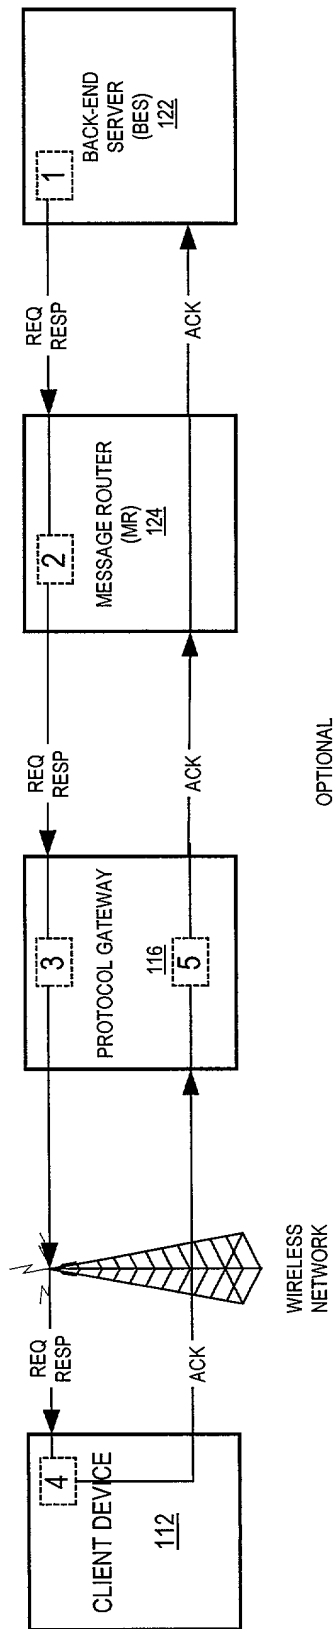 CLIENT DEVICE
112
4
REQ
RESP
ACK
WIRELESS
NETWORK
PROTOCOL GATEWAY
116
3
5
REQ
RESP
ACK
OPTIONAL
MESSAGE ROUTER
(MR)
124
2
REQ
RESP
ACK
BACK-END
SERVER
(BES)
122
1